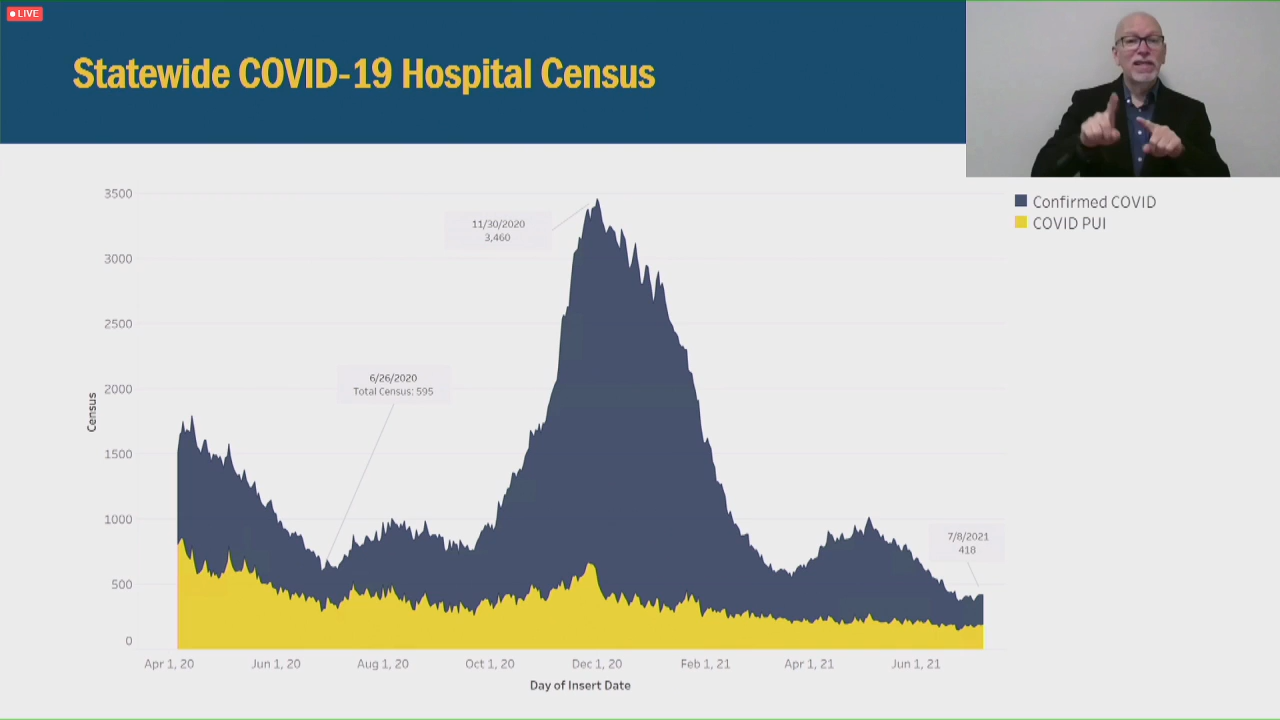 LIVE
Statewide COVID-19 Hospital Census
Confirmed COVID
COVID PUI
3500
3000
2500
2000
1500
1000
500
0
Census
11/30/2020
3,460
6/26/2020
Total Census: 595
7/8/2021
418
Apr 1, 20
Jun 1, 20
Aug 1, 20
Oct 1, 20
Dec 1, 20
Feb 1, 21
Apr 1, 21
Jun 1, 21
Day of Insert Date